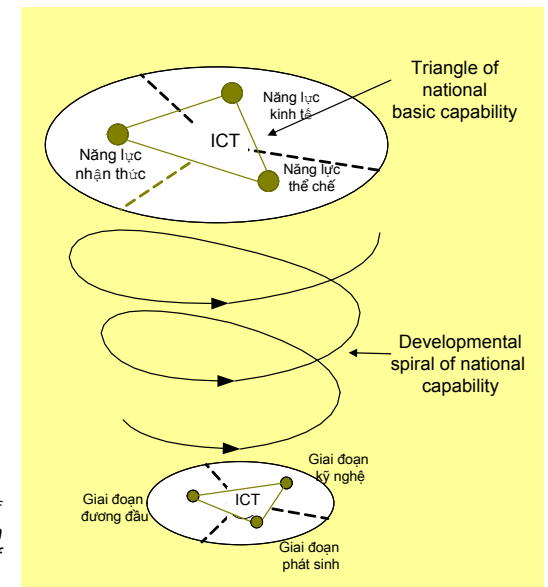 Triangle of
national
basic capability
Năng lực
kinh tế
ICT
Năng lực
nhận thức
Năng lực
thể chế
Developmental
spiral of national
capability
Giai đoạn
kỹ nghệ
ICT
Giai đoạn
đương đầu
Giai đoạn
phát sinh